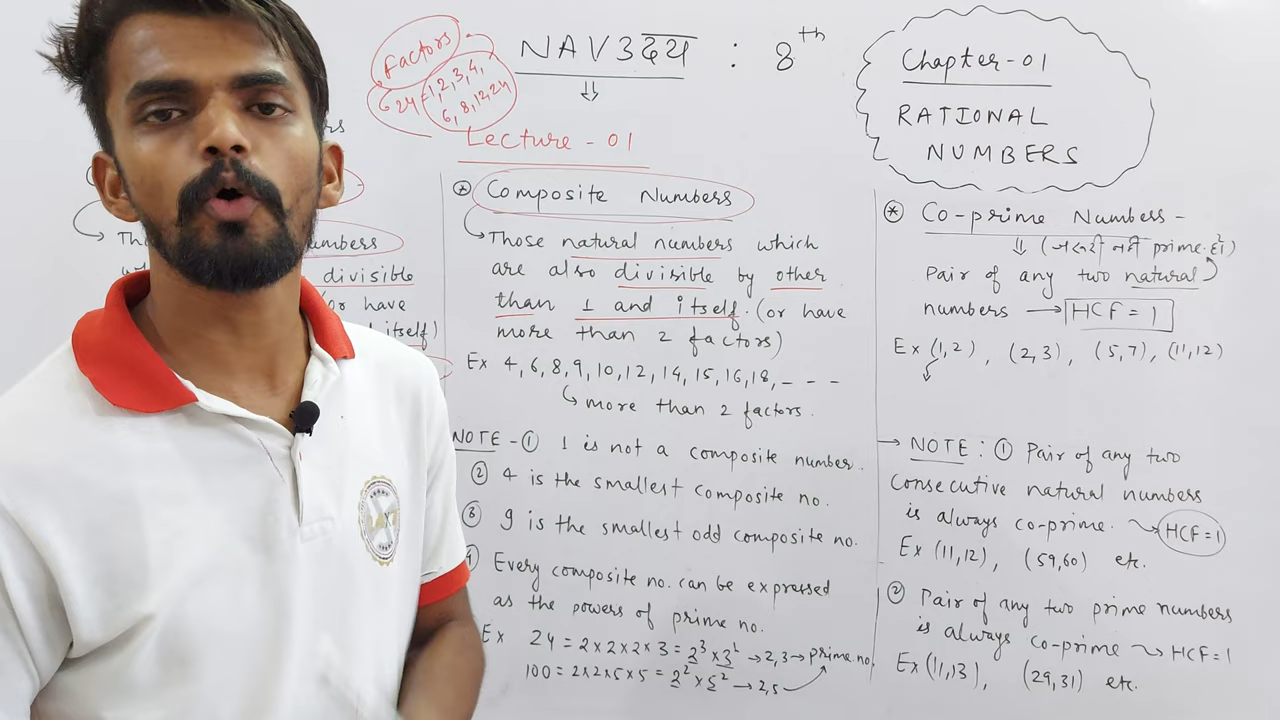 Factors
24 = 1, 2, 3, 4,
6, 8, 12, 24
NAV3दय : 8th
Lecture - 01
Chapter-01
RATIONAL
NUMBERS
umbers
divisible
or have
itself)
Composite Numbers
Those natural numbers which
are also divisible by other
than 1 and itself. (or have
more than 2 factors)
Ex 4, 6, 8, 9, 10, 12, 14, 15, 16, 18, - - -
more than 2 factors.
NOTE - ① 1 is not a composite number.
② 4 is the smallest composite no.
③ 9 is the smallest odd composite no.
④ Every composite no. can be expressed
as the powers of prime no.
Ex 24 = 2 × 2 × 2 × 3 = 2³ × 3¹ → 2, 3 → prime no.
100 = 2×2×5×5 = 2² × 5² → 2, 5
Co-prime Numbers -
(जरूरी नहीं prime हों)
Pair of any two natural
numbers → HCF = 1
Ex (1, 2), (2, 3), (5, 7), (11, 12)
→ NOTE : ① Pair of any two
consecutive natural numbers
is always co-prime. HCF=1
Ex (11, 12), (59, 60) etc.
② Pair of any two prime numbers
is always co-prime HCF = 1
Ex (11, 13), (29, 31) etc.